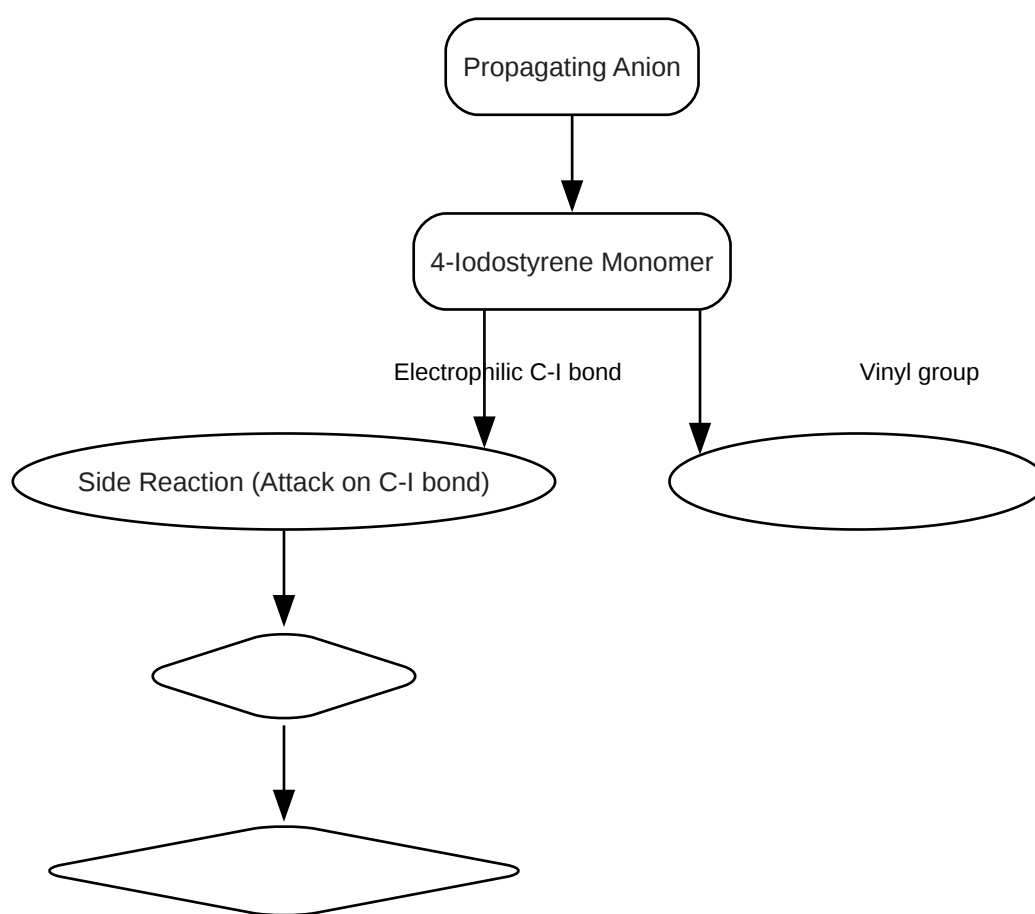 Propagating Anion
4-Iodostyrene Monomer
Electrophilic C-I bond
Vinyl group
Side Reaction (Attack on C-I bond)